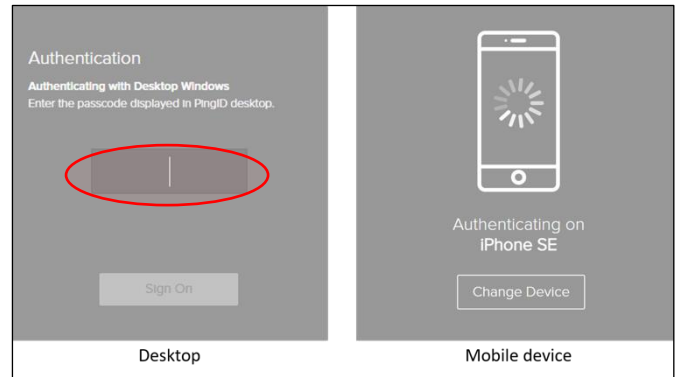 Authentication
Authenticating with Desktop Windows
Enter the passcode displayed in PingID desktop.
Sign On
Desktop
Authenticating on
iPhone SE
Change Device
Mobile device